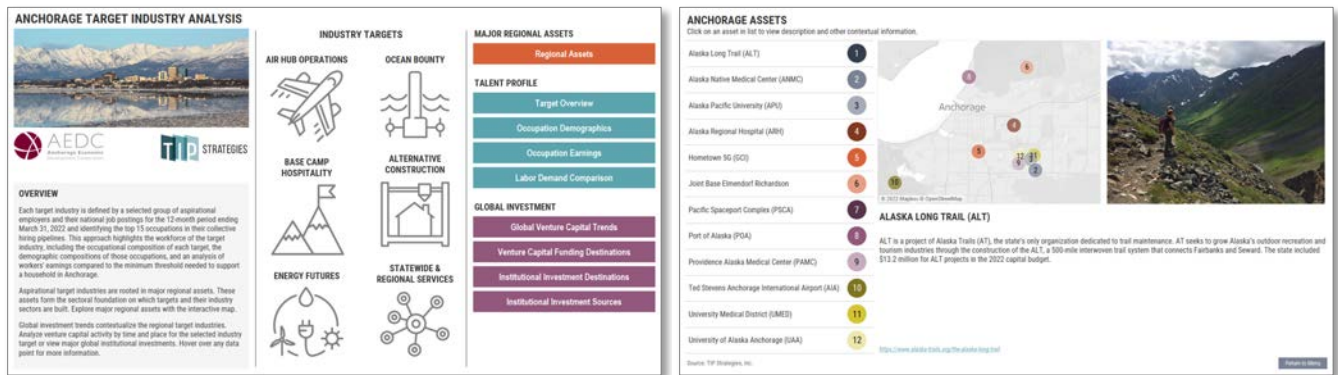 ANCHORAGE TARGET INDUSTRY ANALYSIS
AEDC
Anchorage Economic
Development Corporation
TIP STRATEGIES
OVERVIEW
Each target industry is defined by a selected group of aspirational
employers and their national job postings for the 12-month period ending
March 31, 2022 and identifying the top 15 occupations in their collective
hiring pipelines. This approach highlights the workforce of the target
industry, including the occupational composition of each target, the
demographic compositions of those occupations, and an analysis of
workers' earnings compared to the minimum threshold needed to support
a household in Anchorage.
Aspirational target industries are rooted in major regional assets. These
assets form the sectoral foundation on which targets and their industry
sectors are built. Explore major regional assets with the interactive map.
Global investment trends contextualize the regional target industries.
Analyze venture capital activity by time and place for the selected industry
target or view major global institutional investments. Hover over any data
point for more information.
INDUSTRY TARGETS
AIR HUB OPERATIONS
OCEAN BOUNTY
BASE CAMP
HOSPITALITY
ALTERNATIVE
CONSTRUCTION
ENERGY FUTURES
STATEWIDE &
REGIONAL SERVICES
MAJOR REGIONAL ASSETS
Regional Assets
TALENT PROFILE
Target Overview
Occupation Demographics
Occupation Earnings
Labor Demand Comparison
GLOBAL INVESTMENT
Global Venture Capital Trends
Venture Capital Funding Destinations
Institutional Investment Destinations
Institutional Investment Sources
ANCHORAGE ASSETS
Click on an asset in list to view description and other contextual information.
Alaska Long Trail (ALT) 1
Alaska Native Medical Center (ANMC) 2
Alaska Pacific University (APU) 3
Alaska Regional Hospital (ARH) 4
Hometown 5G (GCI) 5
Joint Base Elmendorf Richardson 6
Pacific Spaceport Complex (PSCA) 7
Port of Alaska (POA) 8
Providence Alaska Medical Center (PAMC) 9
Ted Stevens Anchorage International Airport (AIA) 10
University Medical District (UMED) 11
University of Alaska Anchorage (UAA) 12
Source: TIP Strategies, Inc.
6
8
Anchorage
4
5
12
11
9
2
10
© 2022 Mapbox © OpenStreetMap
ALASKA LONG TRAIL (ALT)
ALT is a project of Alaska Trails (AT), the state's only organization dedicated to trail maintenance. AT seeks to grow Alaska's outdoor recreation and
tourism industries through the construction of the ALT, a 500-mile interwoven trail system that connects Fairbanks and Seward. The state included
$13.2 million for ALT projects in the 2022 capital budget.
https://www.alaska-trails.org/the-alaska-long-trail
Return to Menu